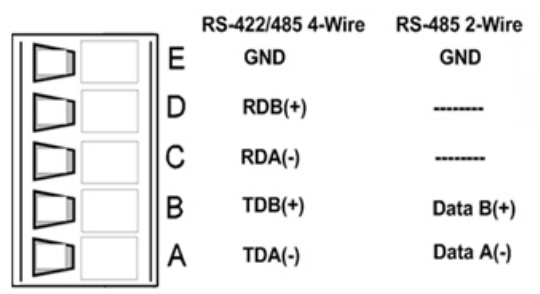 RS-422/485 4-Wire RS-485 2-Wire
E GND GND
D RDB(+) --------
C RDA(-) --------
B TDB(+) Data B(+)
A TDA(-) Data A(-)